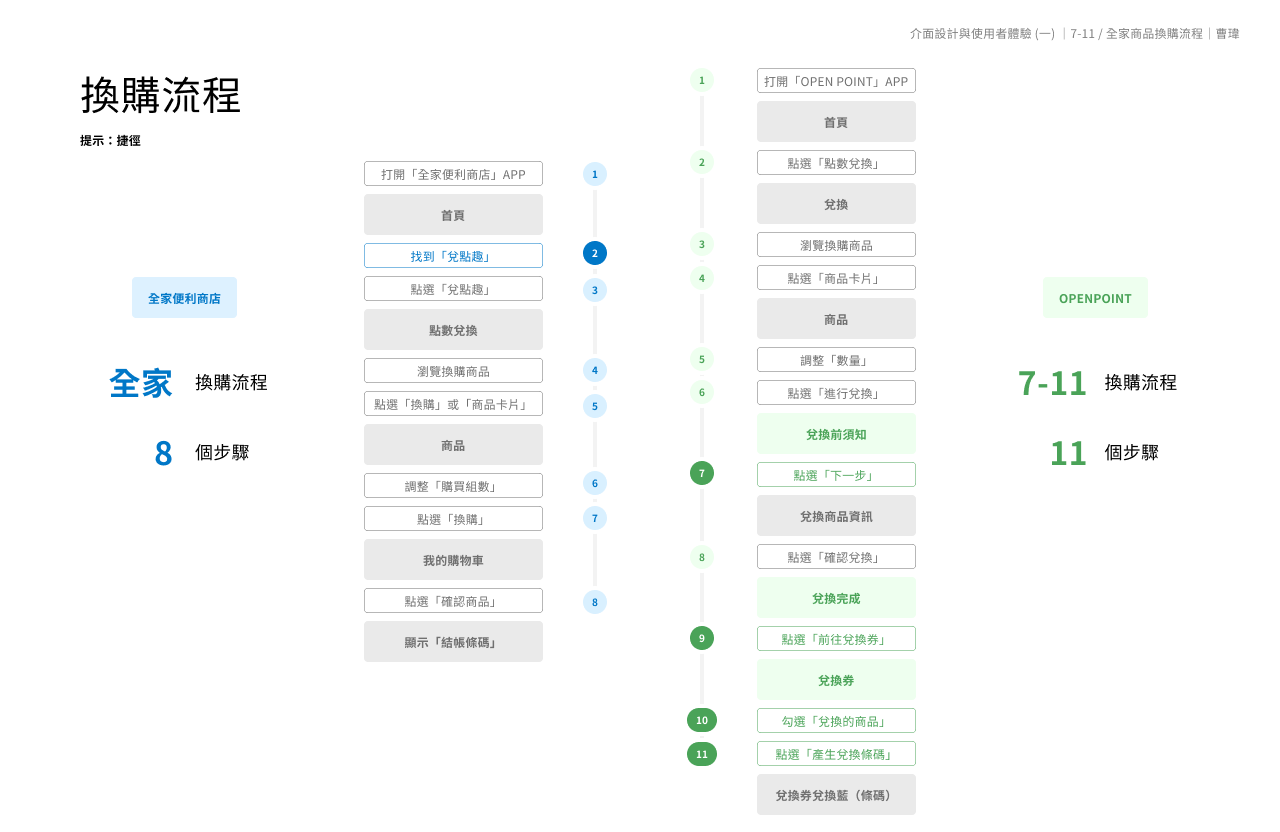 介面設計與使用者體驗 (一) ｜7-11 / 全家商品換購流程｜曹瑋
換購流程
提示：捷徑
全家便利商店
全家 換購流程
8 個步驟
打開「全家便利商店」APP
1
首頁
找到「兌點趣」
2
點選「兌點趣」
3
點數兌換
瀏覽換購商品
4
點選「換購」或「商品卡片」
5
商品
調整「購買組數」
6
點選「換購」
7
我的購物車
點選「確認商品」
8
顯示「結帳條碼」
1
打開「OPEN POINT」APP
首頁
2
點選「點數兌換」
兌換
3
瀏覽換購商品
4
點選「商品卡片」
商品
5
調整「數量」
6
點選「進行兌換」
兌換前須知
7
點選「下一步」
兌換商品資訊
8
點選「確認兌換」
兌換完成
9
點選「前往兌換券」
兌換券
10
勾選「兌換的商品」
11
點選「產生兌換條碼」
兌換券兌換藍（條碼）
OPENPOINT
7-11 換購流程
11 個步驟